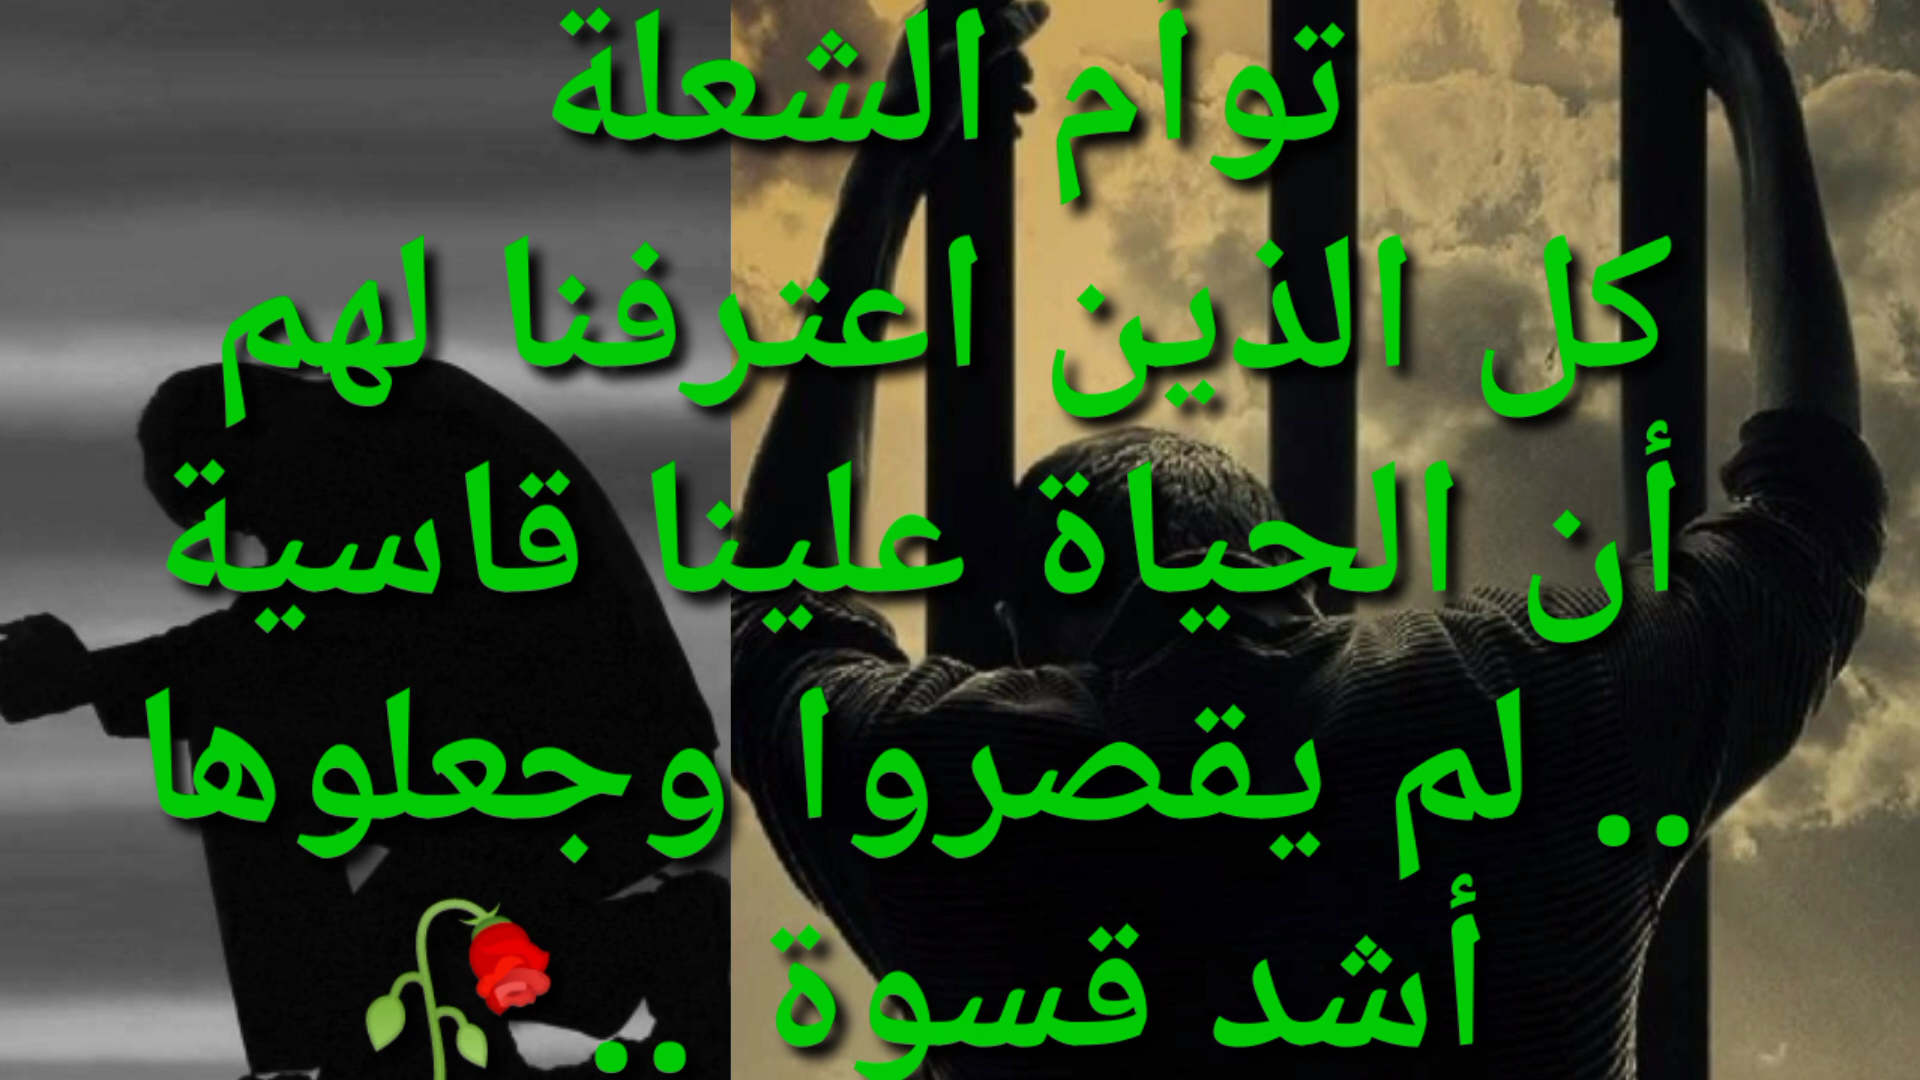 توأم الشعلة
كل الذين اعترفنا لهم
أن الحياة علينا قاسية
.. لم يقصروا وجعلوها
أشد قسوة ..🥀